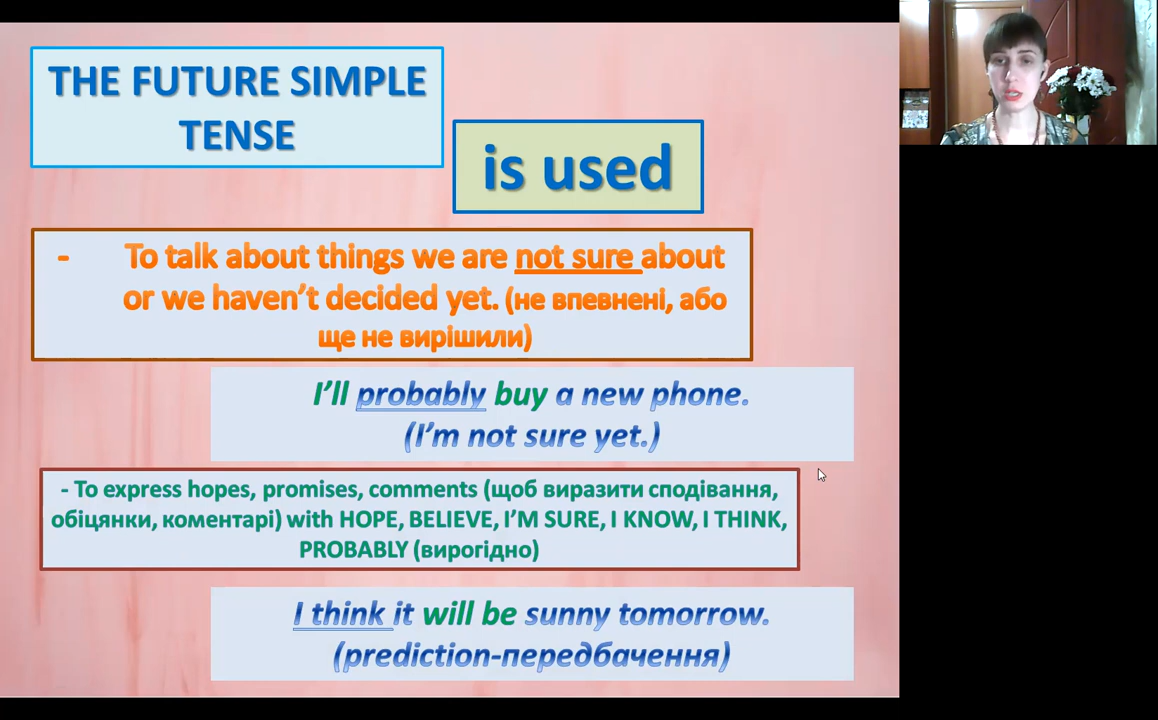 THE FUTURE SIMPLE
TENSE
is used
- To talk about things we are not sure about
or we haven't decided yet. (не впевнені, або
ще не вирішили)
I'll probably buy a new phone.
(I'm not sure yet.)
- To express hopes, promises, comments (щоб виразити сподівання,
обіцянки, коментарі) with HOPE, BELIEVE, I'M SURE, I KNOW, I THINK,
PROBABLY (вирогідно)
I think it will be sunny tomorrow.
(prediction-передбачення)